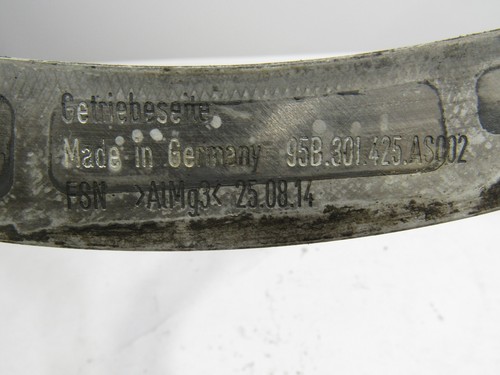 Getriebeseite
Made in Germany 95B.301.425.AS002
FSN >AlMg3< 25.08.14